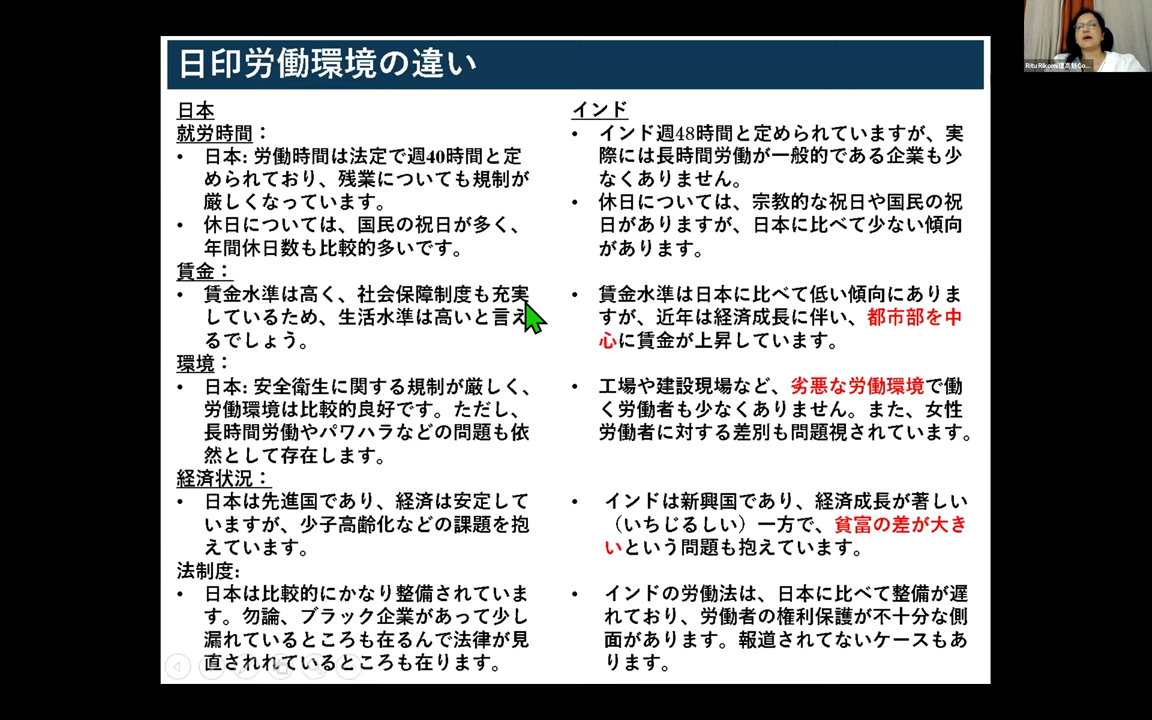 日印労働環境の違い
日本
就労時間：
• 日本: 労働時間は法定で週40時間と定
められており、残業についても規制が
厳しくなっています。
• 休日については、国民の祝日が多く、
年間休日数も比較的多いです。
賃金：
• 賃金水準は高く、社会保障制度も充実
しているため、生活水準は高いと言え
るでしょう。
環境：
• 日本: 安全衛生に関する規制が厳しく、
労働環境は比較的良好です。ただし、
長時間労働やパワハラなどの問題も依
然として存在します。
経済状況：
• 日本は先進国であり、経済は安定して
いますが、少子高齢化などの課題を抱
えています。
法制度:
• 日本は比較的にかなり整備されていま
す。勿論、ブラック企業があって少し
漏れているところも在るんで法律が見
直されれているところも在ります。
インド
• インド週48時間と定められていますが、実
際には長時間労働が一般的である企業も少
なくありません。
• 休日については、宗教的な祝日や国民の祝
日がありますが、日本に比べて少ない傾向
があります。
• 賃金水準は日本に比べて低い傾向にありま
すが、近年は経済成長に伴い、都市部を中
心に賃金が上昇しています。
• 工場や建設現場など、劣悪な労働環境で働
く労働者も少なくありません。また、女性
労働者に対する差別も問題視されています。
• インドは新興国であり、経済成長が著しい
（いちじるしい）一方で、貧富の差が大き
いという問題も抱えています。
• インドの労働法は、日本に比べて整備が遅
れており、労働者の権利保護が不十分な側
面があります。報道されてないケースもあ
ります。
Ritu Rikomi